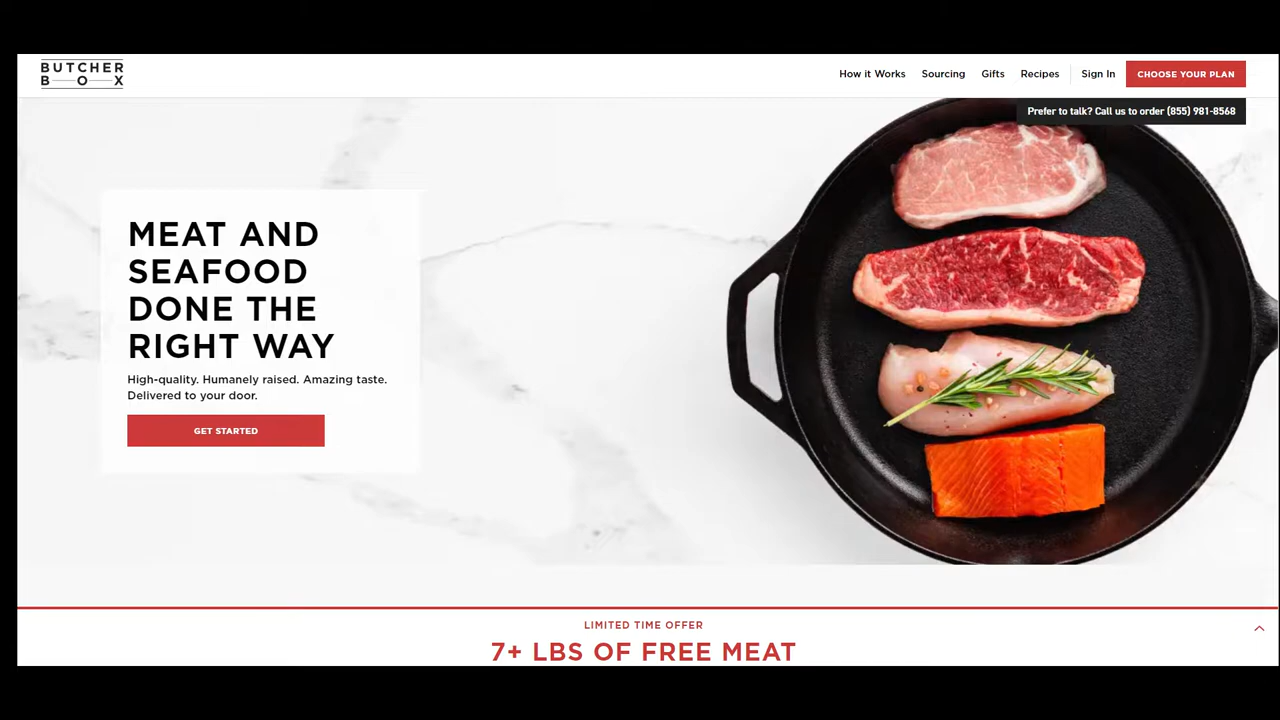 BUTCHER
BOX
How it Works Sourcing Gifts Recipes Sign In CHOOSE YOUR PLAN
Prefer to talk? Call us to order (855) 981-8568
MEAT AND
SEAFOOD
DONE THE
RIGHT WAY
High-quality. Humanely raised. Amazing taste.
Delivered to your door.
GET STARTED
LIMITED TIME OFFER
7+ LBS OF FREE MEAT